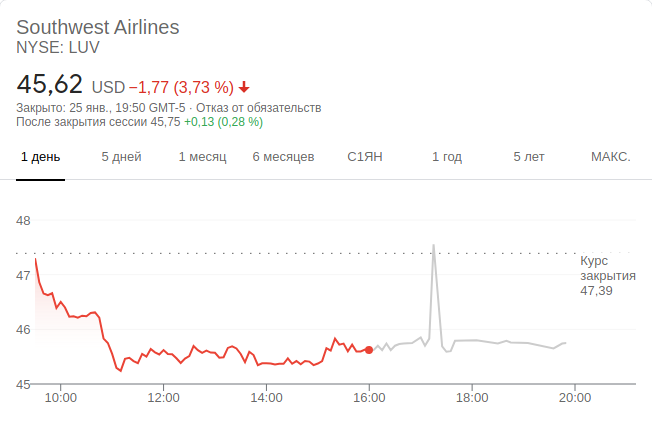 Southwest Airlines
NYSE: LUV
45,62 USD −1,77 (3,73 %)
Закрыто: 25 янв., 19:50 GMT-5 · Отказ от обязательств
После закрытия сессии 45,75 +0,13 (0,28 %)
1 день 5 дней 1 месяц 6 месяцев С1ЯН 1 год 5 лет МАКС.
48
47
46
45
Курс
закрытия
47,39
10:00 12:00 14:00 16:00 18:00 20:00